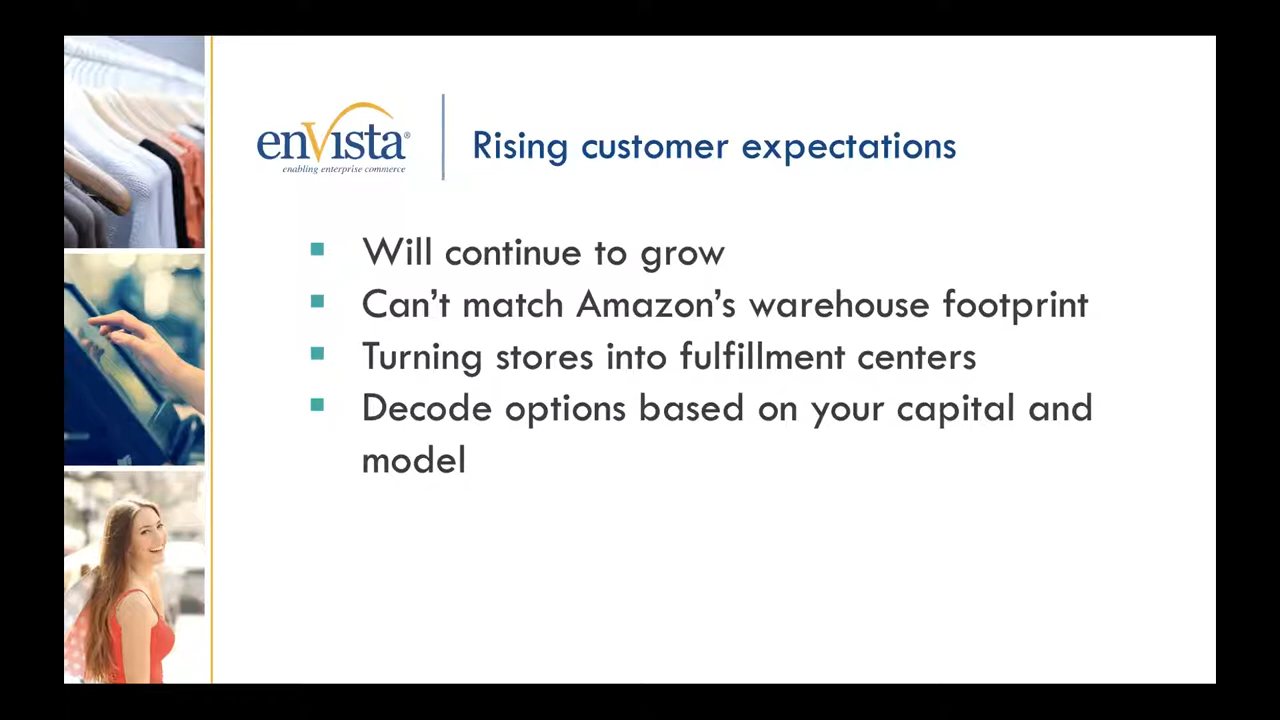 enVista®
enabling enterprise commerce
Rising customer expectations
Will continue to grow
Can't match Amazon's warehouse footprint
Turning stores into fulfillment centers
Decode options based on your capital and
model